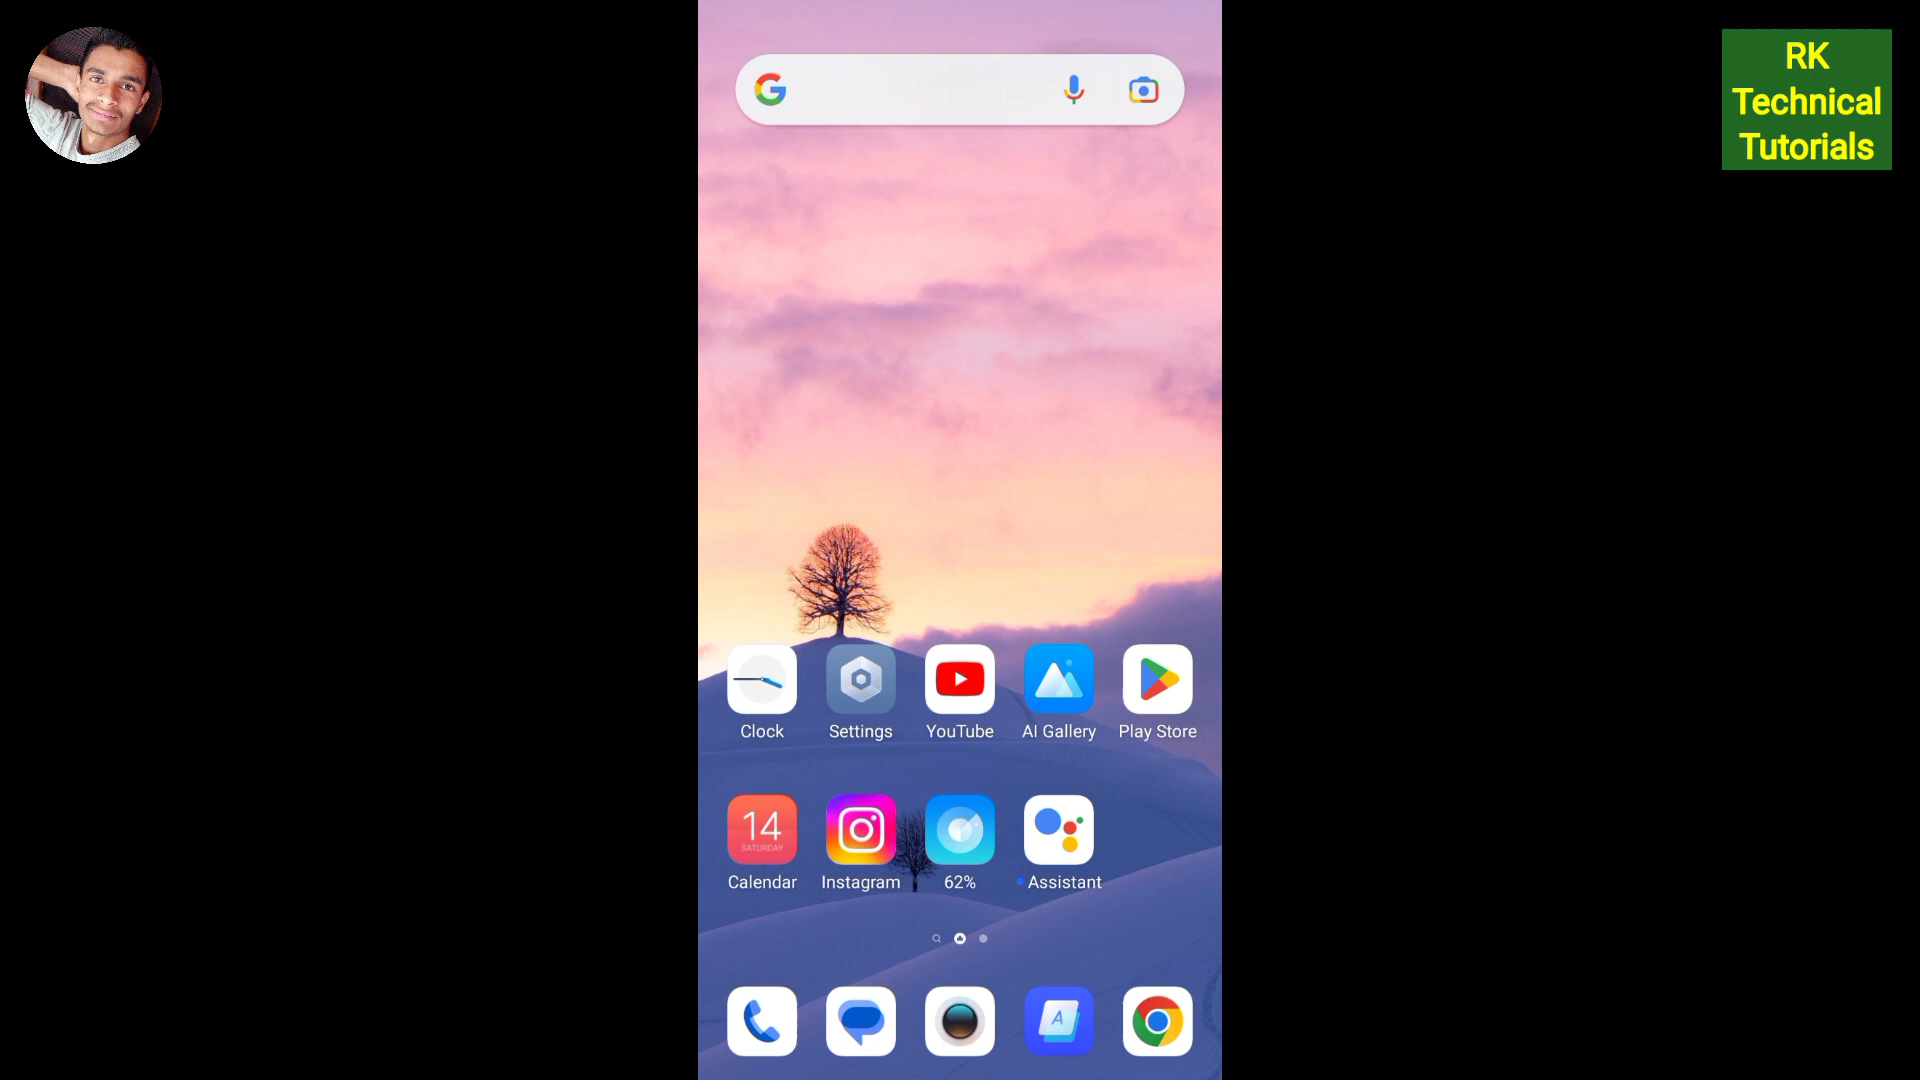 RK
Technical
Tutorials
Clock
Settings
YouTube
AI Gallery
Play Store
14
SATURDAY
Calendar
Instagram
62%
Assistant
A